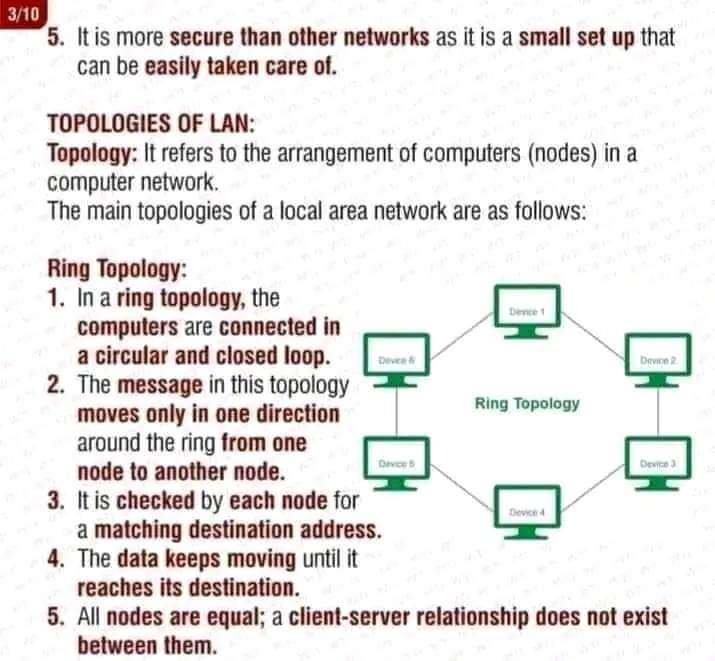 3/10
5. It is more secure than other networks as it is a small set up that
can be easily taken care of.
TOPOLOGIES OF LAN:
Topology: It refers to the arrangement of computers (nodes) in a
computer network.
The main topologies of a local area network are as follows:
Ring Topology:
1. In a ring topology, the
computers are connected in
a circular and closed loop.
2. The message in this topology
moves only in one direction
around the ring from one
node to another node.
3. It is checked by each node for
a matching destination address.
4. The data keeps moving until it
reaches its destination.
5. All nodes are equal; a client-server relationship does not exist
between them.
Device 1
Device 6
Device 2
Ring Topology
Device 5
Device 3
Device 4